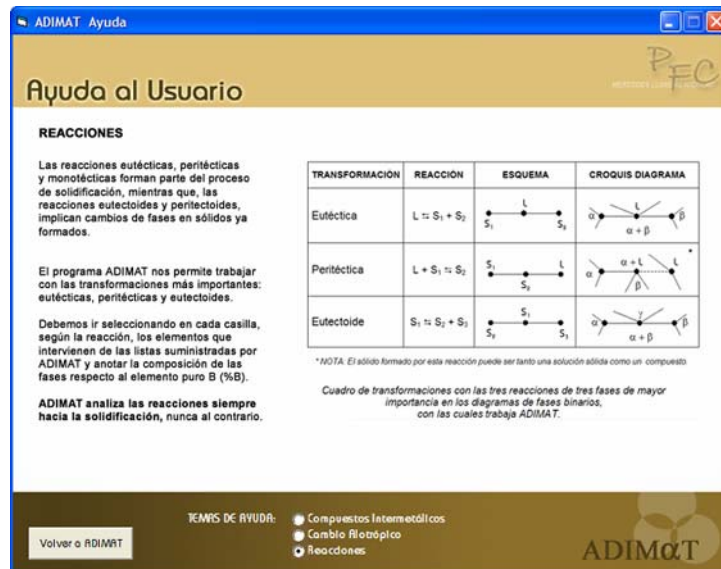 ADIMAT Ayuda
PFC
Ayuda al Usuario
REACCIONES
Las reacciones eutécticas, peritécticas
y monotécticas forman parte del proceso
de solidificación, mientras que, las
reacciones eutectoides y peritectoides,
implican cambios de fases en sólidos ya
formados.
El programa ADIMAT nos permite trabajar
con las transformaciones más importantes:
eutécticas, peritécticas y eutectoides.
Debemos ir seleccionando en cada casilla,
según la reacción, los elementos que
intervienen de las listas suministradas por
ADIMAT y anotar la composición de las
fases respecto al elemento puro B (%B).
ADIMAT analiza las reacciones siempre
hacia la solidificación, nunca al contrario.
TRANSFORMACIÓN REACCIÓN ESQUEMA CROQUIS DIAGRAMA
Eutéctica L ⇆ S₁ + S₂ S₁ L S₂ α L β α + β
Peritéctica L + S₁ ⇆ S₂ S₁ L S₂ α α + L L β *
Eutectoide S₁ ⇆ S₂ + S₃ S₂ S₁ S₃ α γ β α + β
* NOTA: El sólido formado por esta reacción puede ser tanto una solución sólida como un compuesto.
Cuadro de transformaciones con las tres reacciones de tres fases de mayor
importancia en los diagramas de fases binarios,
con las cuales trabaja ADIMAT.
TEMAS DE AYUDA:
Compuestos Intermetálicos
Cambio Alotrópico
Reacciones
Volver a ADIMAT
ADIMαT